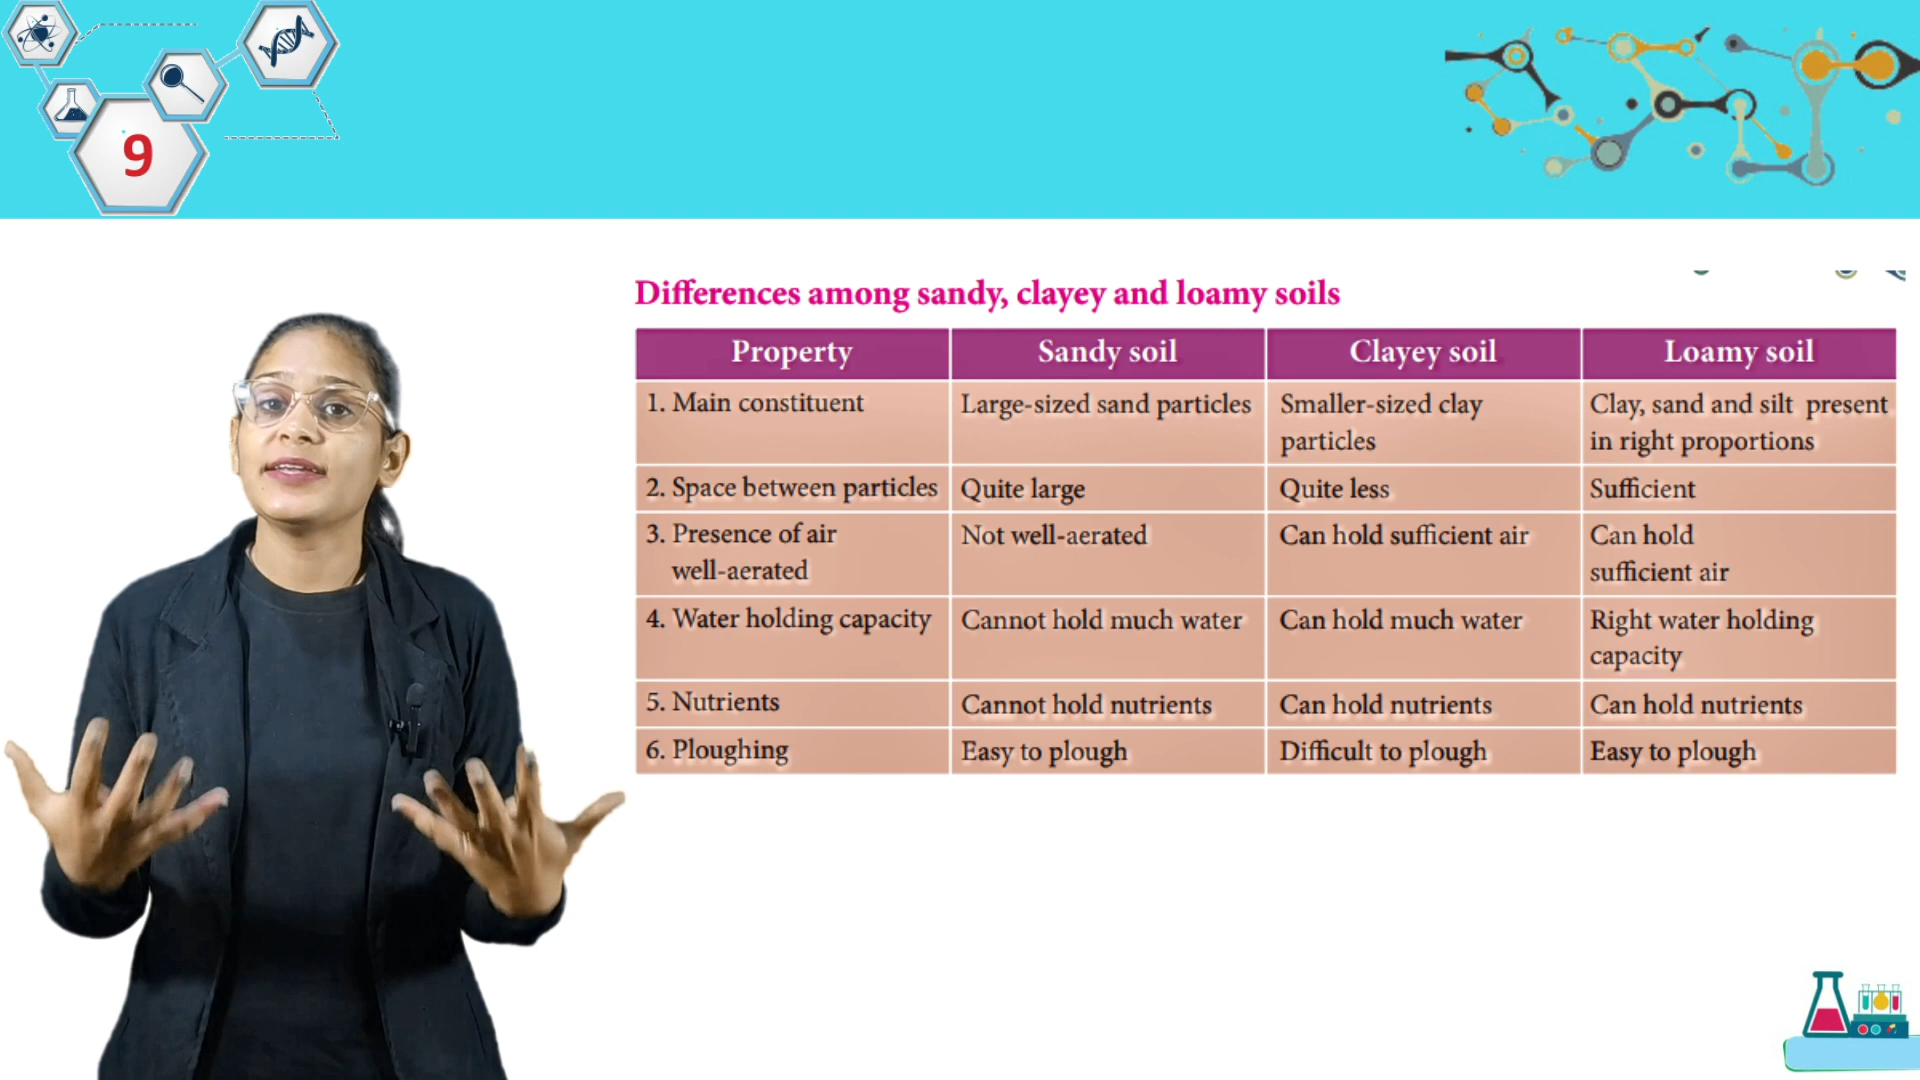 9
Differences among sandy, clayey and loamy soils
Property
Sandy soil
Clayey soil
Loamy soil
1. Main constituent
Large-sized sand particles
Smaller-sized clay
particles
Clay, sand and silt present
in right proportions
2. Space between particles
Quite large
Quite less
Sufficient
3. Presence of air
well-aerated
Not well-aerated
Can hold sufficient air
Can hold
sufficient air
4. Water holding capacity
Cannot hold much water
Can hold much water
Right water holding
capacity
5. Nutrients
Cannot hold nutrients
Can hold nutrients
Can hold nutrients
6. Ploughing
Easy to plough
Difficult to plough
Easy to plough